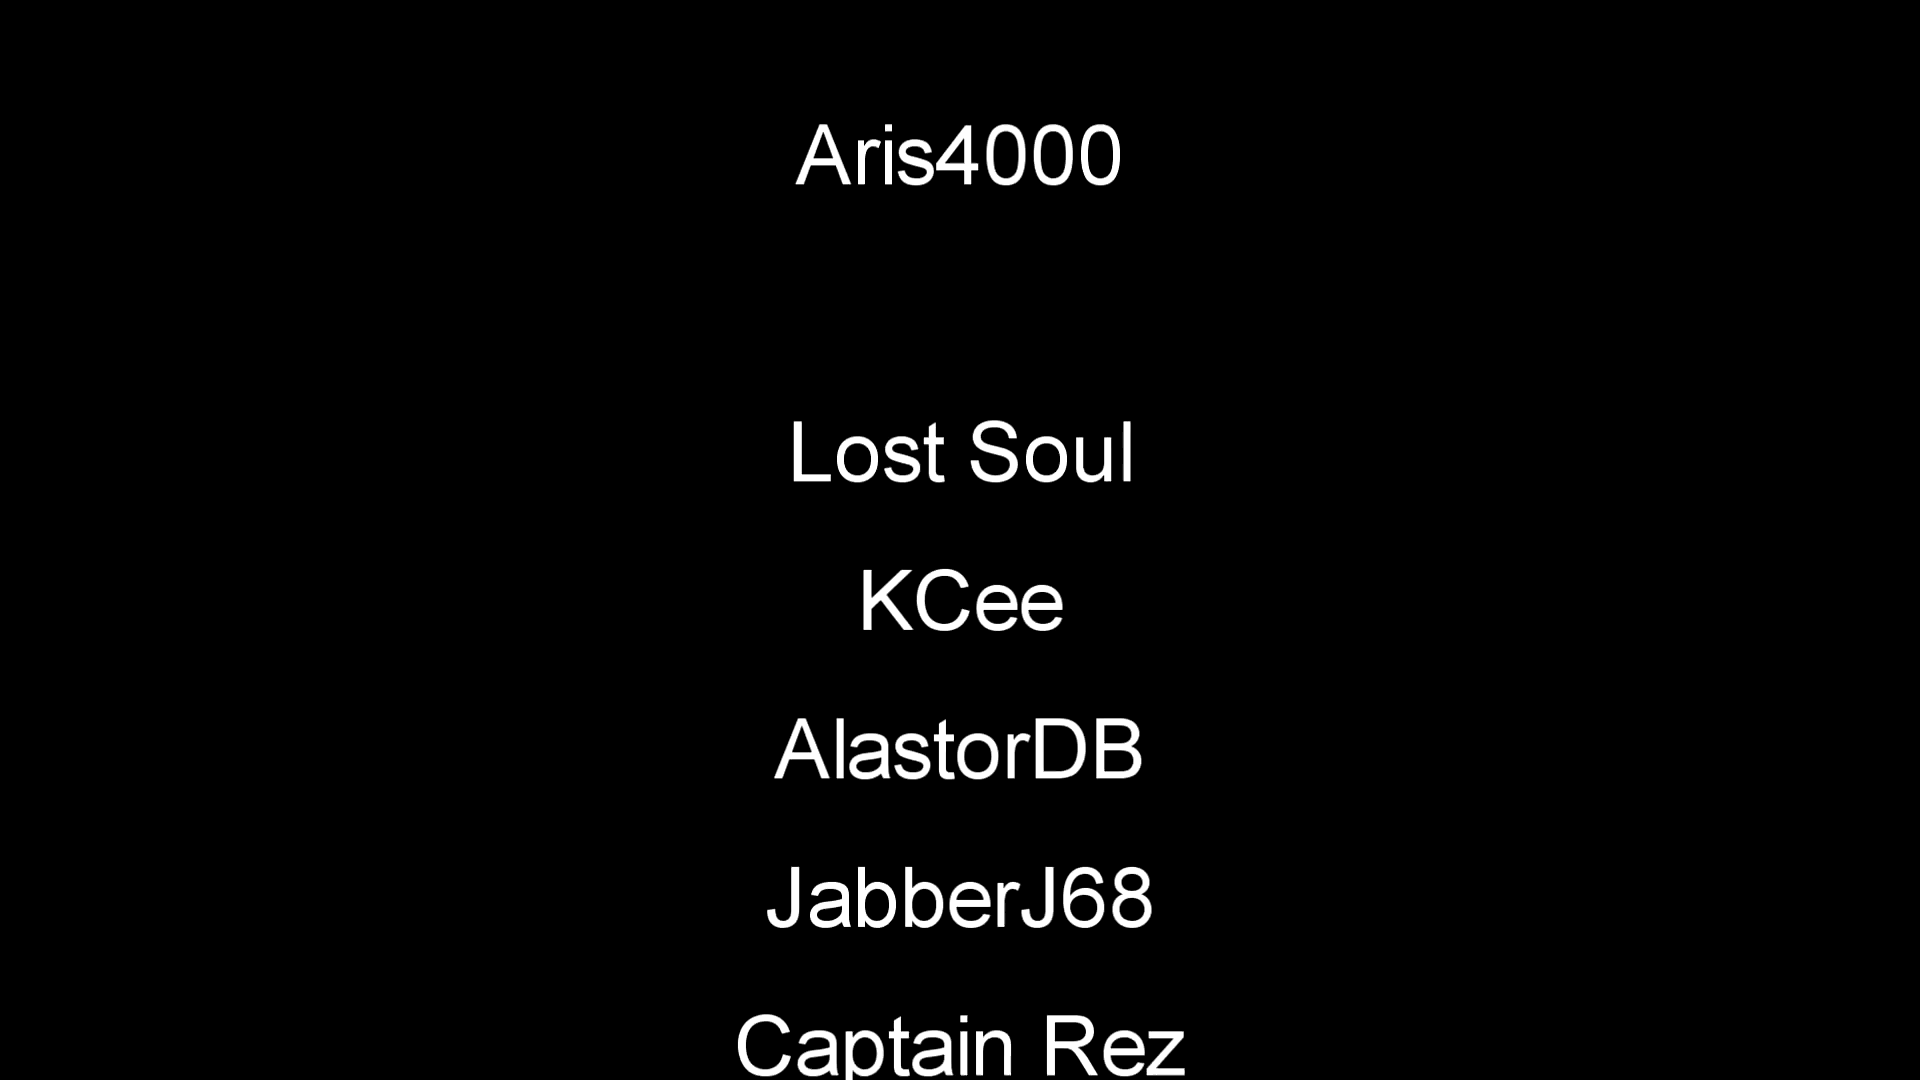 Aris4000
Lost Soul
KCee
AlastorDB
JabberJ68
Captain Rez